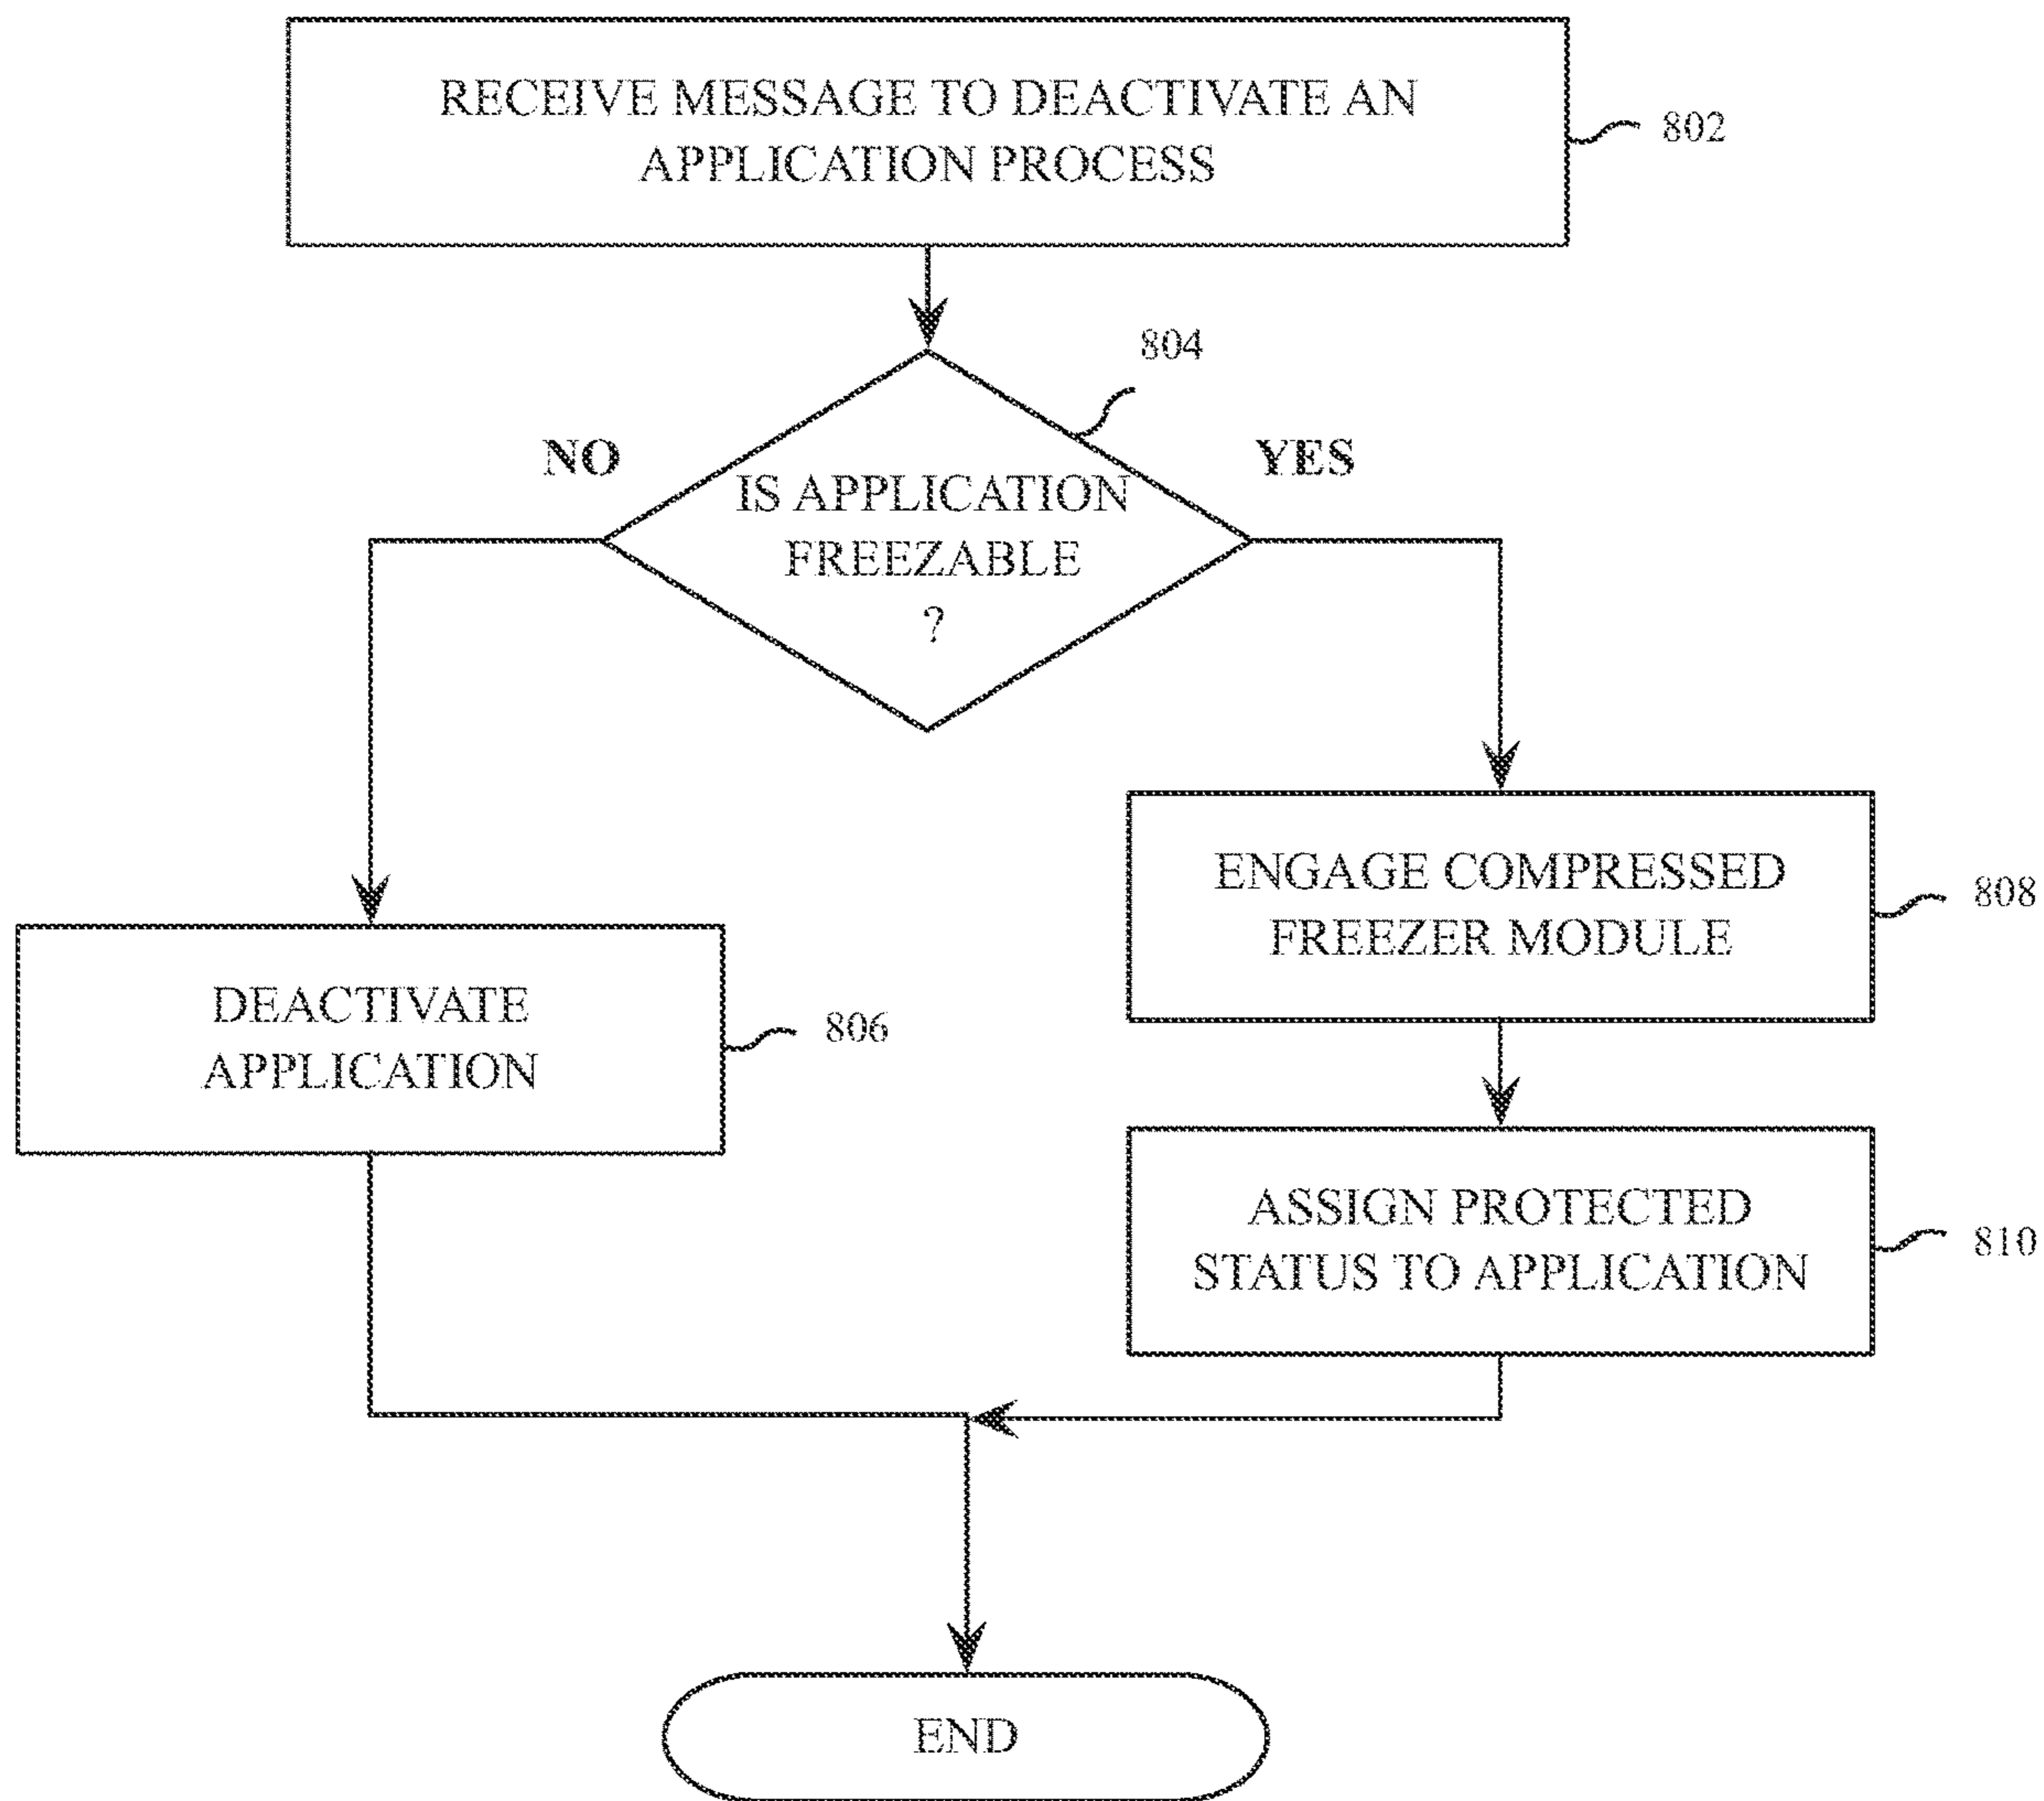 RECEIVE MESSAGE TO DEACTIVATE AN
APPLICATION PROCESS
802
804
NO
YES
IS APPLICATION
FREEZABLE
?
ENGAGE COMPRESSED
FREEZER MODULE
808
DEACTIVATE
APPLICATION
806
ASSIGN PROTECTED
STATUS TO APPLICATION
810
END